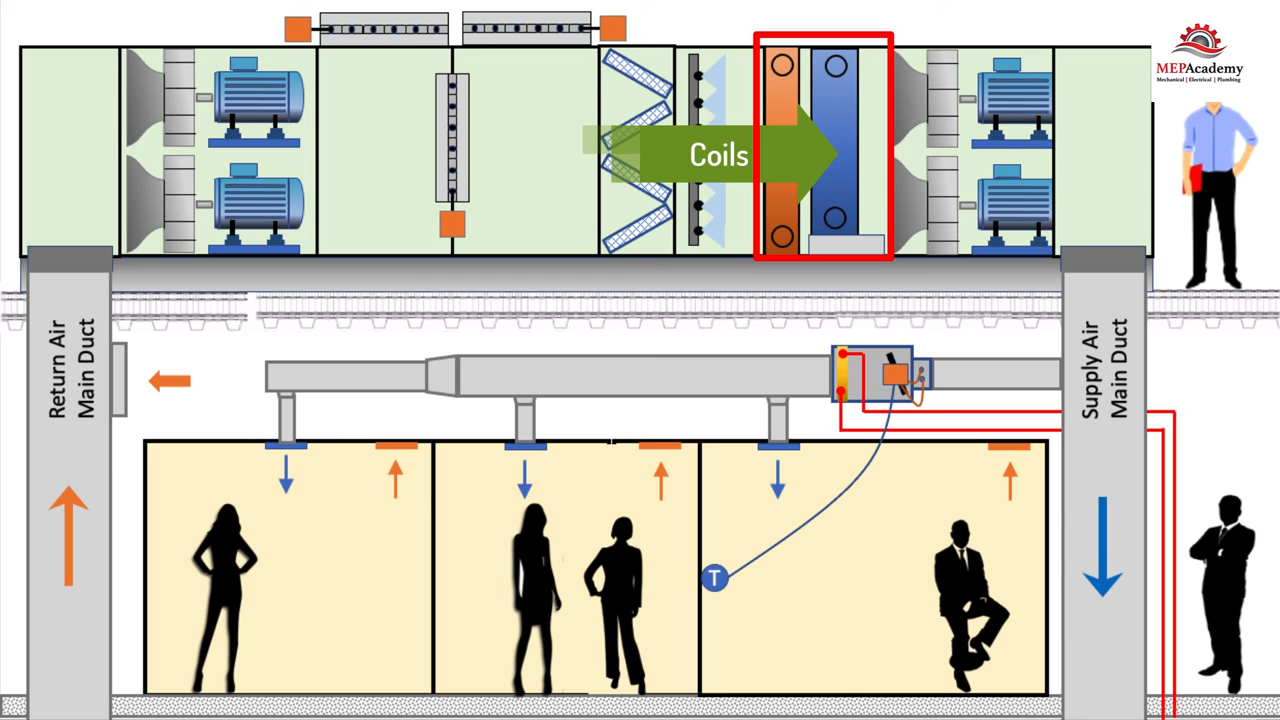 MEPAcademy
Mechanical | Electrical | Plumbing
Coils
Return Air
Main Duct
Supply Air
Main Duct
T